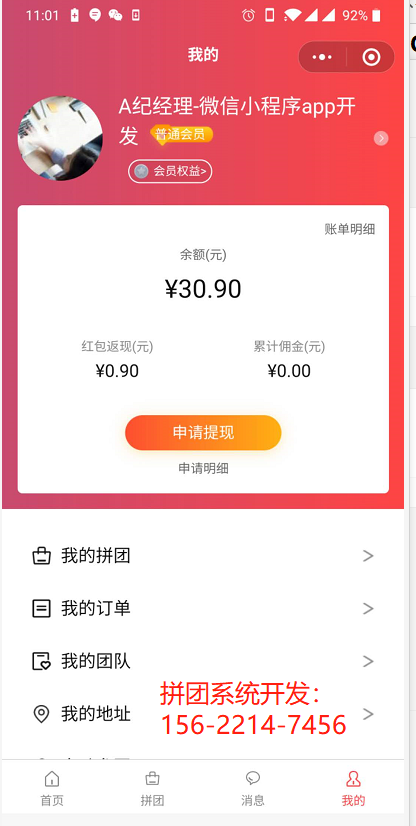 11:01
92%
我的
A纪经理-微信小程序app开
发 普通会员
会员权益>
账单明细
余额(元)
¥30.90
红包返现(元) 累计佣金(元)
¥0.90 ¥0.00
申请提现
申请明细
我的拼团
我的订单
我的团队
我的地址
拼团系统开发：
156-2214-7456
首页 拼团 消息 我的